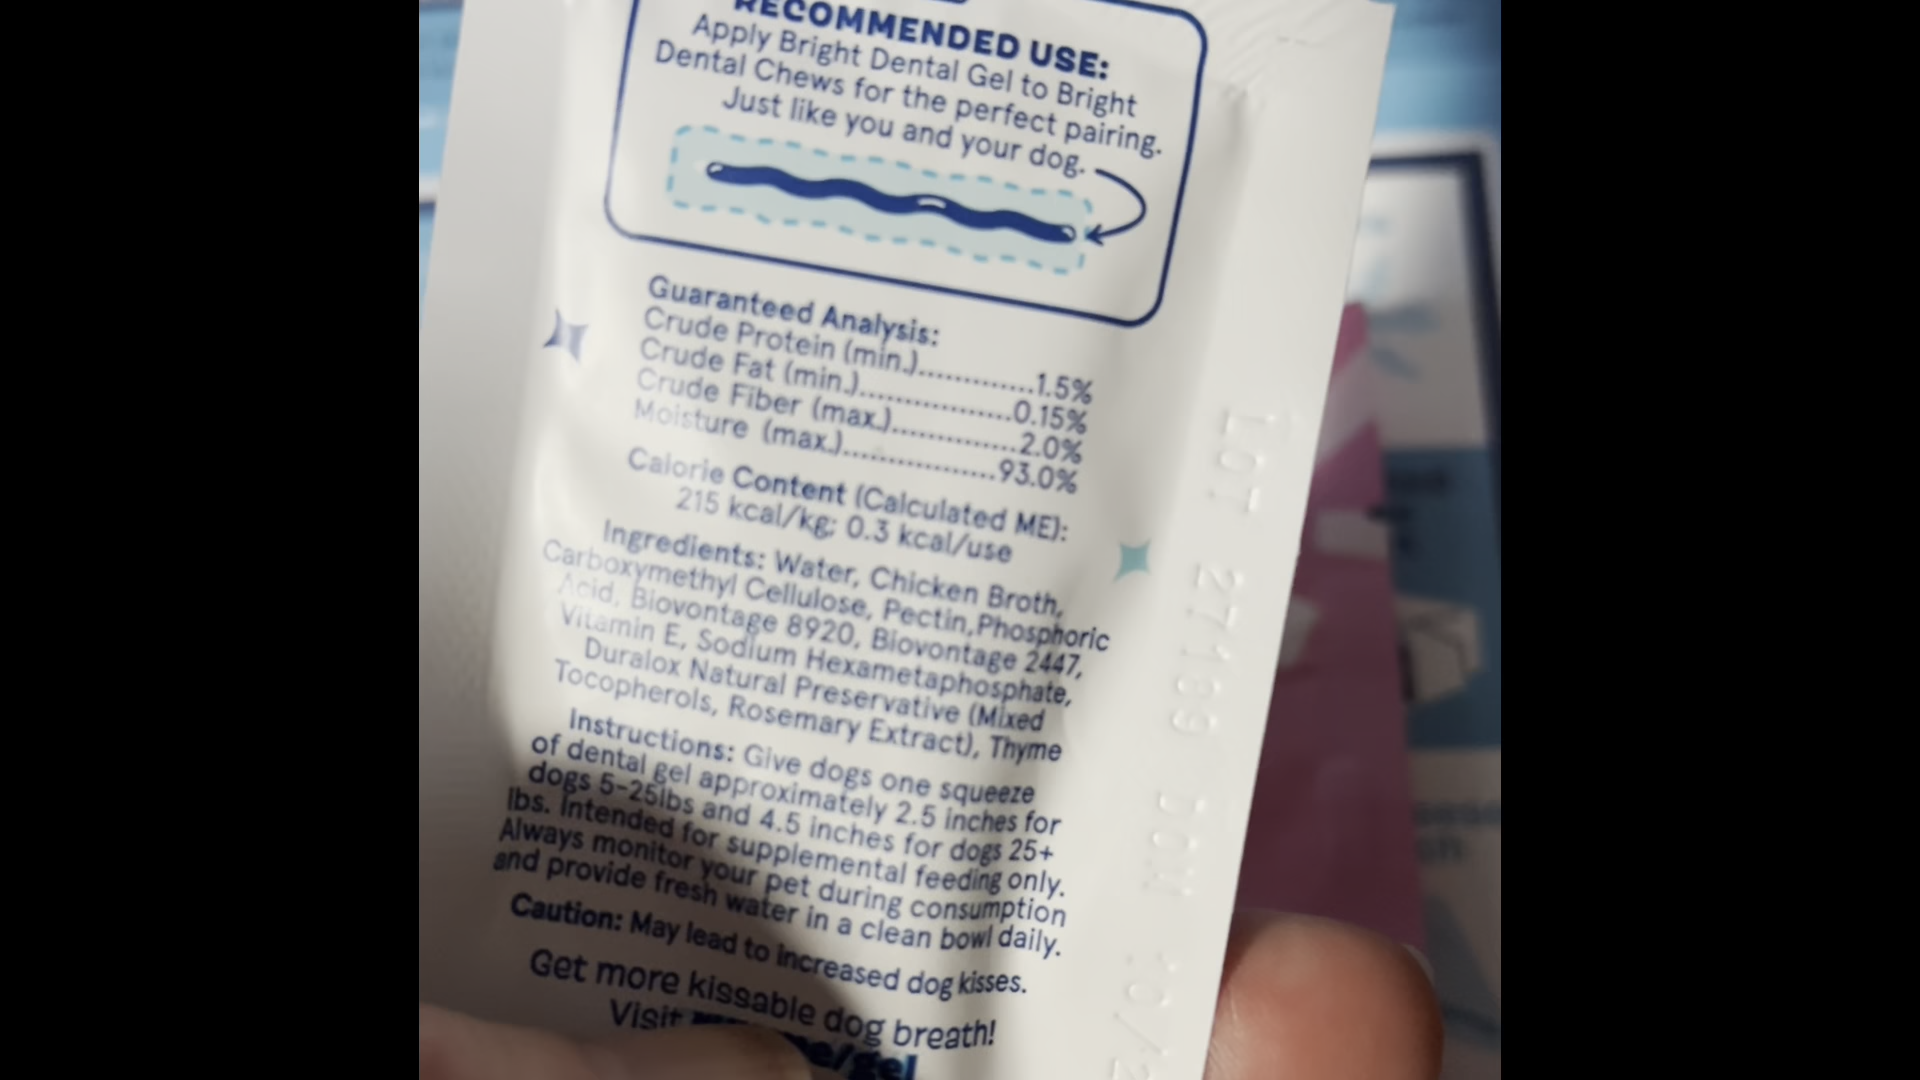 RECOMMENDED USE:
Apply Bright Dental Gel to Bright
Dental Chews for the perfect pairing.
Just like you and your dog.
Guaranteed Analysis:
Crude Protein (min.).............1.5%
Crude Fat (min.)..................0.15%
Crude Fiber (max.)...............2.0%
Moisture (max.)..................93.0%
Calorie Content (Calculated ME):
215 kcal/kg; 0.3 kcal/use
Ingredients: Water, Chicken Broth,
Carboxymethyl Cellulose, Pectin,Phosphoric
Acid, Biovontage 8920, Biovontage 2447,
Vitamin E, Sodium Hexametaphosphate,
Duralox Natural Preservative (Mixed
Tocopherols, Rosemary Extract), Thyme
Instructions: Give dogs one squeeze
of dental gel approximately 2.5 inches for
dogs 5-25lbs and 4.5 inches for dogs 25+
lbs. Intended for supplemental feeding only.
Always monitor your pet during consumption
and provide fresh water in a clean bowl daily.
Caution: May lead to increased dog kisses.
Get more kissable dog breath!
Visit
LOT